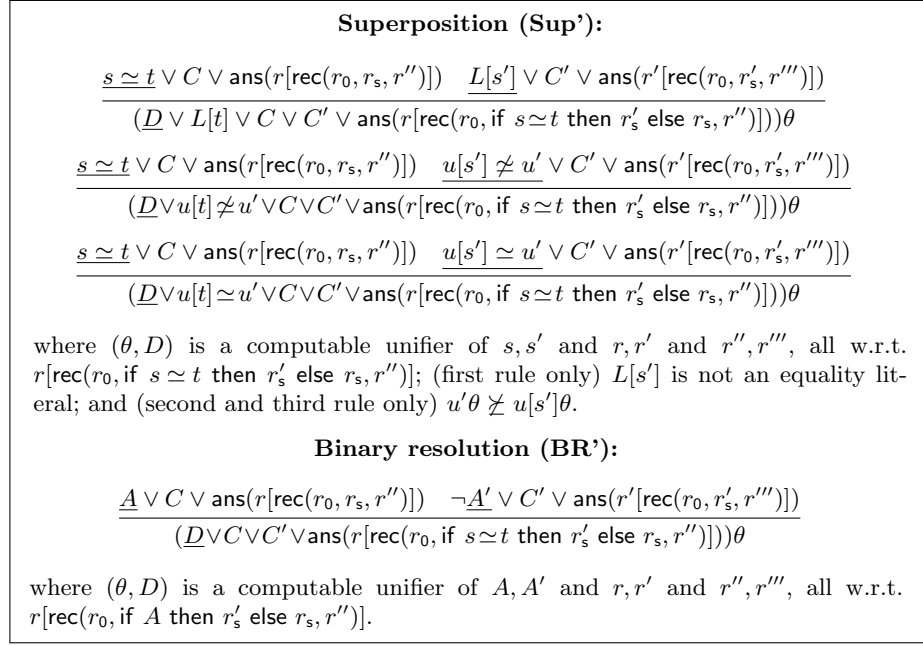 Superposition (Sup’):
s ≃ t ∨ C ∨ ans(r[rec(r₀, rₛ, r′′)])    L[s′] ∨ C′ ∨ ans(r′[rec(r₀, r′ₛ, r′′′)])
(D ∨ L[t] ∨ C ∨ C′ ∨ ans(r[rec(r₀, if s≃t then r′ₛ else rₛ, r′′)]))θ
s ≃ t ∨ C ∨ ans(r[rec(r₀, rₛ, r′′)])    u[s′] ≄ u′ ∨ C′ ∨ ans(r′[rec(r₀, r′ₛ, r′′′)])
(D∨u[t]≄u′∨C∨C′∨ans(r[rec(r₀, if s≃t then r′ₛ else rₛ, r′′)]))θ
s ≃ t ∨ C ∨ ans(r[rec(r₀, rₛ, r′′)])    u[s′] ≃ u′ ∨ C′ ∨ ans(r′[rec(r₀, r′ₛ, r′′′)])
(D∨u[t]≃u′∨C∨C′∨ans(r[rec(r₀, if s≃t then r′ₛ else rₛ, r′′)]))θ
where (θ, D) is a computable unifier of s, s′ and r, r′ and r′′, r′′′, all w.r.t.
r[rec(r₀, if s ≃ t then r′ₛ else rₛ, r′′)]; (first rule only) L[s′] is not an equality lit-
eral; and (second and third rule only) u′θ ⋡ u[s′]θ.
Binary resolution (BR’):
A ∨ C ∨ ans(r[rec(r₀, rₛ, r′′)])    ¬A′ ∨ C′ ∨ ans(r′[rec(r₀, r′ₛ, r′′′)])
(D∨C∨C′∨ans(r[rec(r₀, if s≃t then r′ₛ else rₛ, r′′)]))θ
where (θ, D) is a computable unifier of A, A′ and r, r′ and r′′, r′′′, all w.r.t.
r[rec(r₀, if A then r′ₛ else rₛ, r′′)].